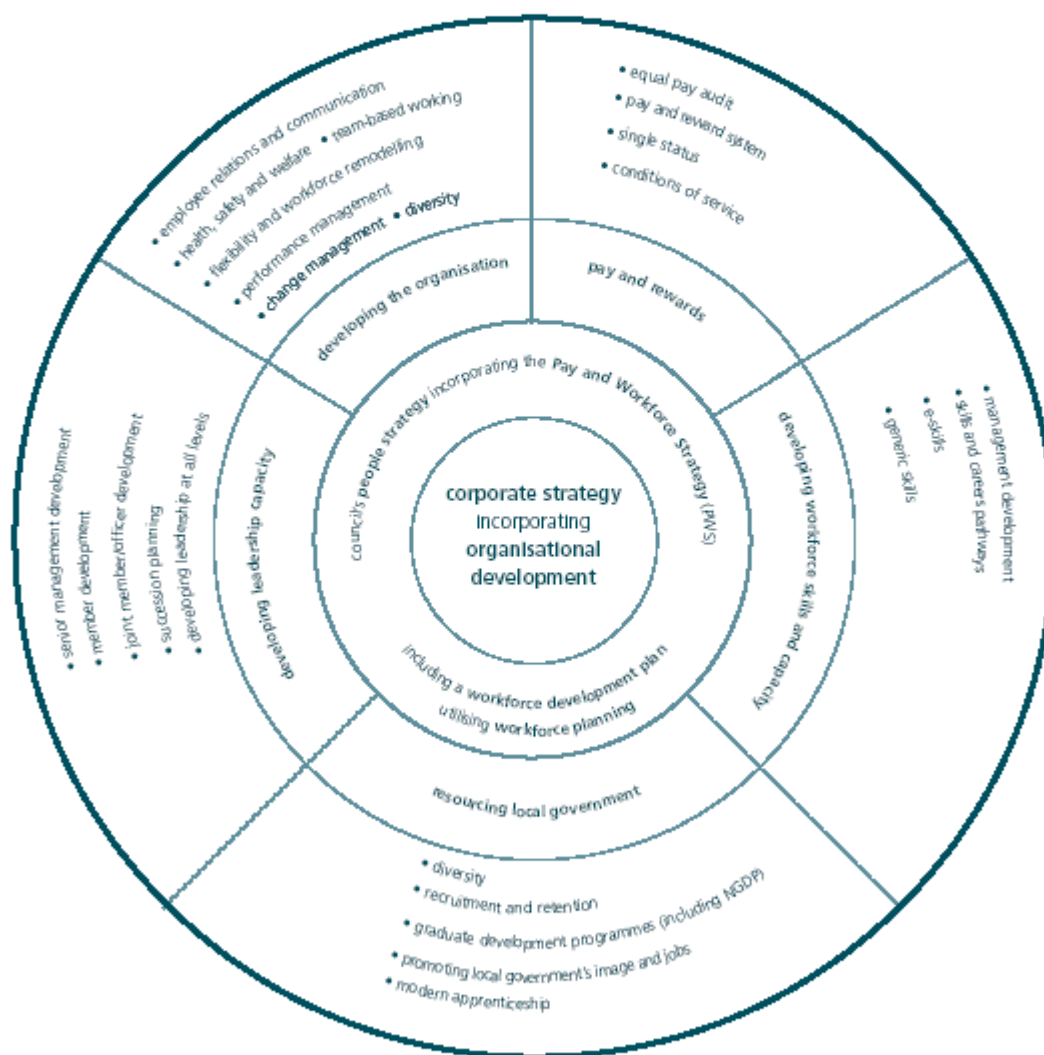 corporate strategy
incorporating
organisational
development
council's people strategy incorporating the Pay and Workforce Strategy (PWS)
including a workforce development plan
utilising workforce planning
developing the organisation
• employee relations and communication
• health, safety and welfare • team-based working
• flexibility and workforce remodelling
• performance management
• change management • diversity
pay and rewards
• equal pay audit
• pay and reward system
• single status
• conditions of service
developing workforce skills and capacity
• management development
• skills and careers pathways
• e-skills
• generic skills
resourcing local government
• diversity
• recruitment and retention
• graduate development programmes (including NGDP)
• promoting local government's image and jobs
• modern apprenticeship
developing leadership capacity
• senior management development
• member development
• joint member/officer development
• succession planning
• developing leadership at all levels